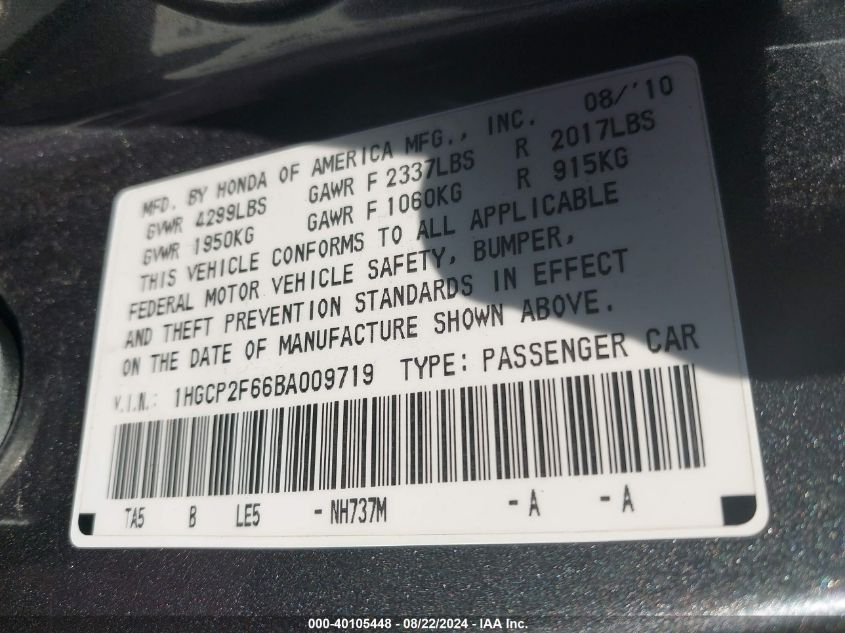 MFD. BY HONDA OF AMERICA MFG., INC. 08/'10
GVWR 4299LBS GAWR F 2337LBS R 2017LBS
GVWR 1950KG GAWR F 1060KG R 915KG
THIS VEHICLE CONFORMS TO ALL APPLICABLE
FEDERAL MOTOR VEHICLE SAFETY, BUMPER,
AND THEFT PREVENTION STANDARDS IN EFFECT
ON THE DATE OF MANUFACTURE SHOWN ABOVE.
V.I.N.: 1HGCP2F66BA009719 TYPE: PASSENGER CAR
TA5 B LE5 - NH737M - A - A
000-40105448 - 08/22/2024 - IAA Inc.